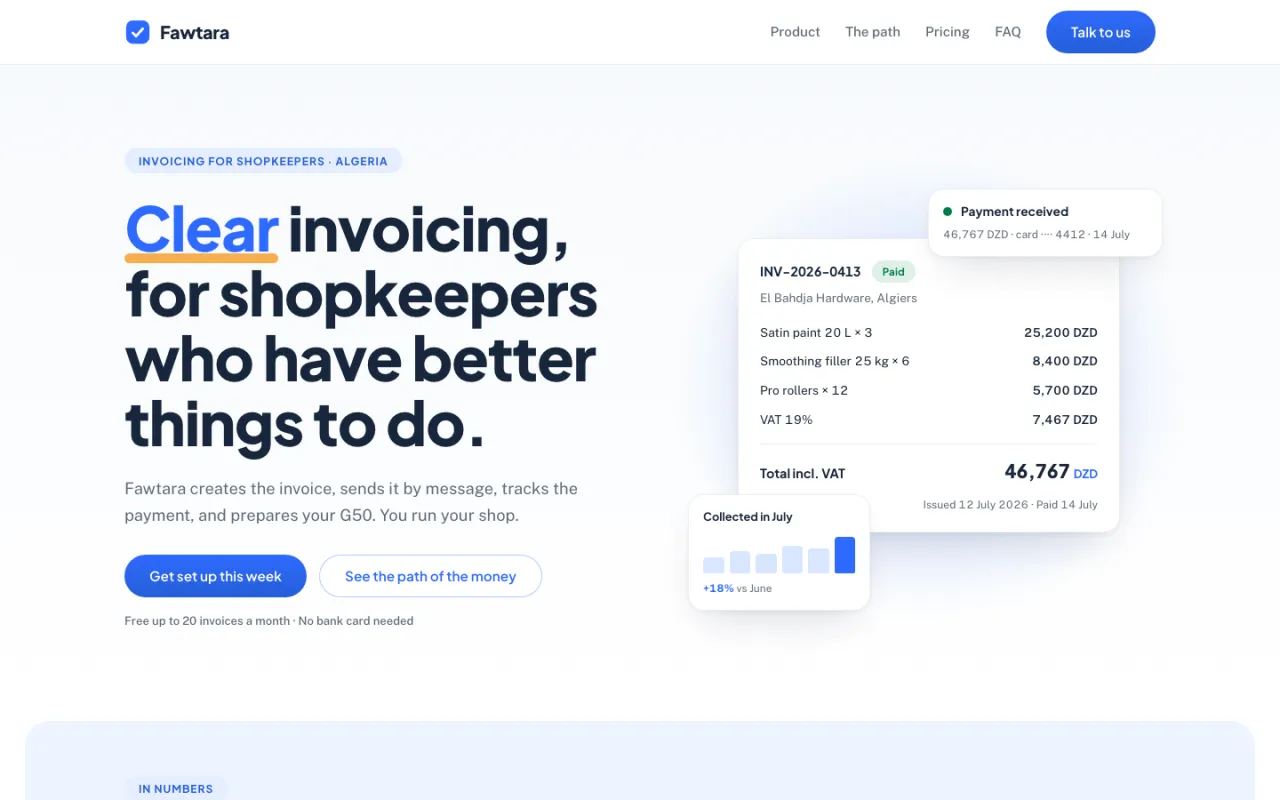 Fawtara
Product
The path
Pricing
FAQ
Talk to us
INVOICING FOR SHOPKEEPERS · ALGERIA
Clear invoicing,
for shopkeepers
who have better
things to do.
Fawtara creates the invoice, sends it by message, tracks the
payment, and prepares your G50. You run your shop.
Get set up this week
See the path of the money
Free up to 20 invoices a month · No bank card needed
Payment received
46,767 DZD · card ···· 4412 · 14 July
INV-2026-0413 Paid
El Bahdja Hardware, Algiers
Satin paint 20 L × 3 25,200 DZD
Smoothing filler 25 kg × 6 8,400 DZD
Pro rollers × 12 5,700 DZD
VAT 19% 7,467 DZD
Total incl. VAT 46,767 DZD
Issued 12 July 2026 · Paid 14 July
Collected in July
+18% vs June
IN NUMBERS